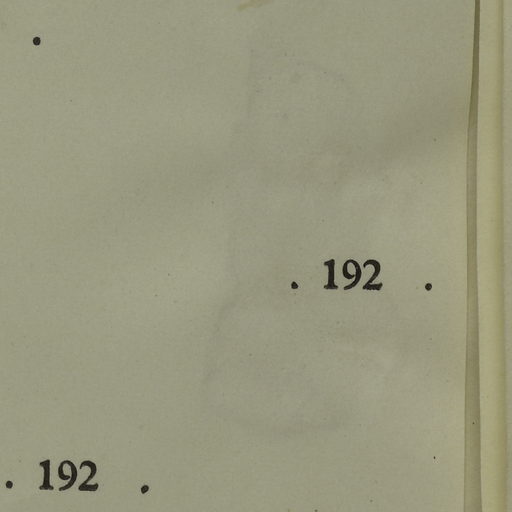 .
. 192 .
. 192 .